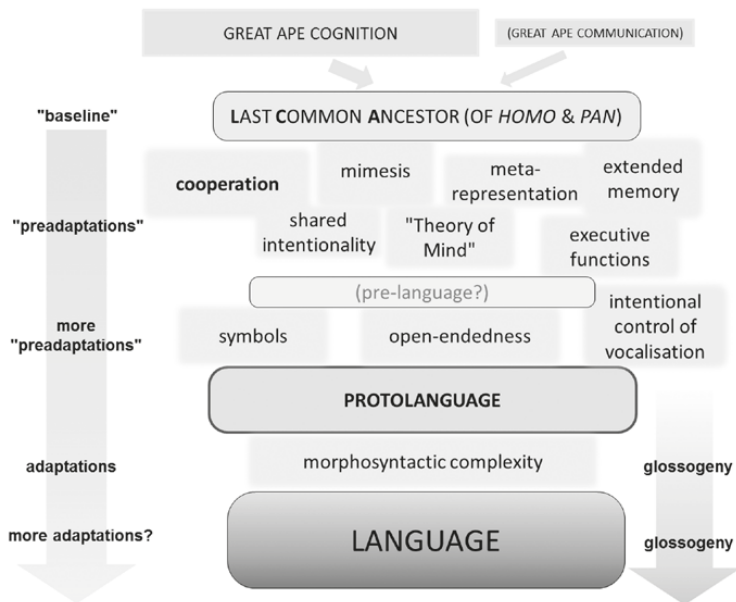 GREAT APE COGNITION
(GREAT APE COMMUNICATION)
"baseline"
LAST COMMON ANCESTOR (OF HOMO & PAN)
cooperation
mimesis
meta-
representation
extended
memory
"preadaptations"
shared
intentionality
"Theory of
Mind"
executive
functions
(pre-language?)
more
"preadaptations"
symbols
open-endedness
intentional
control of
vocalisation
PROTOLANGUAGE
adaptations
morphosyntactic complexity
glossogeny
more adaptations?
LANGUAGE
glossogeny